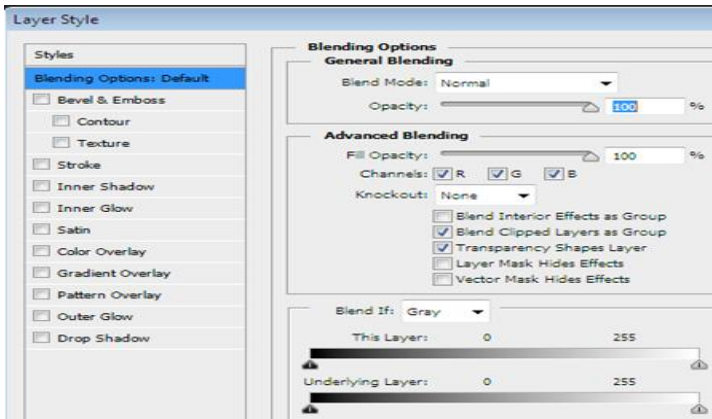 Layer Style
Styles
Blending Options: Default
Bevel & Emboss
Contour
Texture
Stroke
Inner Shadow
Inner Glow
Satin
Color Overlay
Gradient Overlay
Pattern Overlay
Outer Glow
Drop Shadow
Blending Options
General Blending
Blend Mode: Normal
Opacity: 100 %
Advanced Blending
Fill Opacity: 100 %
Channels: R G B
Knockout: None
Blend Interior Effects as Group
Blend Clipped Layers as Group
Transparency Shapes Layer
Layer Mask Hides Effects
Vector Mask Hides Effects
Blend If: Gray
This Layer: 0 255
Underlying Layer: 0 255